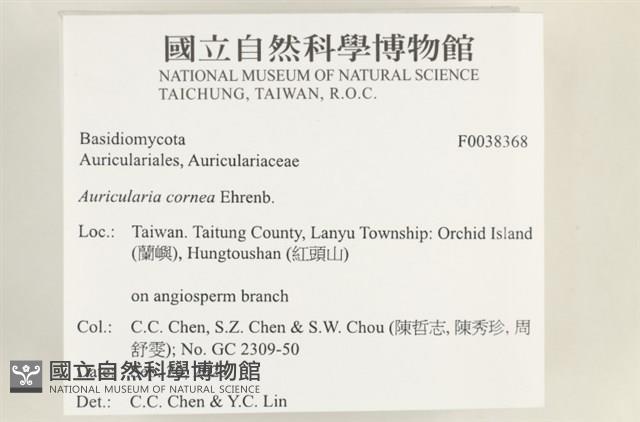 國立自然科學博物館
NATIONAL MUSEUM OF NATURAL SCIENCE
TAICHUNG, TAIWAN, R.O.C.
Basidiomycota F0038368
Auriculariales, Auriculariaceae
Auricularia cornea Ehrenb.
Loc.: Taiwan. Taitung County, Lanyu Township: Orchid Island
(蘭嶼), Hungtoushan (紅頭山)
on angiosperm branch
Col.: C.C. Chen, S.Z. Chen & S.W. Chou (陳哲志, 陳秀珍, 周
舒雯); No. GC 2309-50
國立自然科學博物館
NATIONAL MUSEUM OF NATURAL SCIENCE
Det.: C.C. Chen & Y.C. Lin